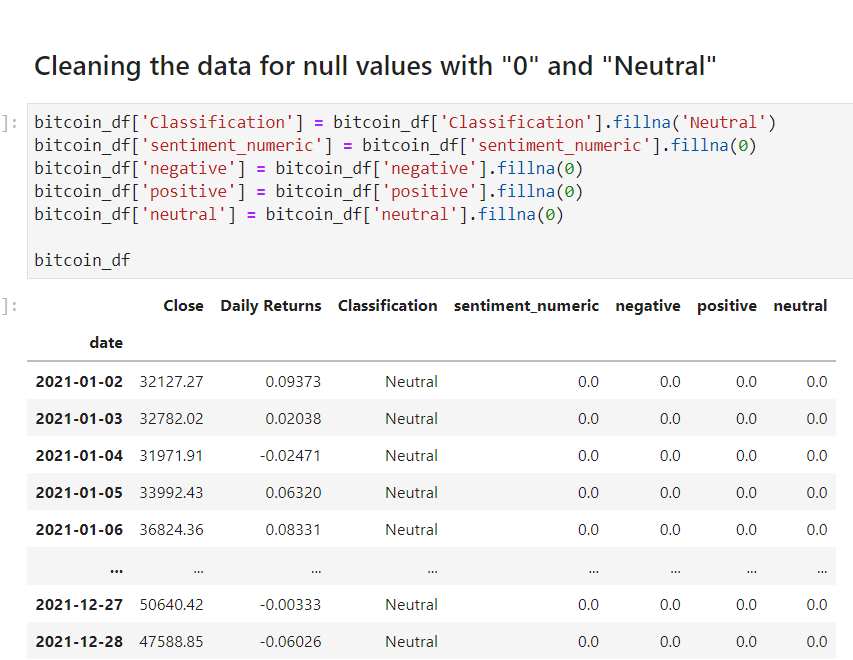 Cleaning the data for null values with "0" and "Neutral"
]: bitcoin_df['Classification'] = bitcoin_df['Classification'].fillna('Neutral')
bitcoin_df['sentiment_numeric'] = bitcoin_df['sentiment_numeric'].fillna(0)
bitcoin_df['negative'] = bitcoin_df['negative'].fillna(0)
bitcoin_df['positive'] = bitcoin_df['positive'].fillna(0)
bitcoin_df['neutral'] = bitcoin_df['neutral'].fillna(0)
bitcoin_df
]: Close Daily Returns Classification sentiment_numeric negative positive neutral
date
2021-01-02 32127.27 0.09373 Neutral 0.0 0.0 0.0 0.0
2021-01-03 32782.02 0.02038 Neutral 0.0 0.0 0.0 0.0
2021-01-04 31971.91 -0.02471 Neutral 0.0 0.0 0.0 0.0
2021-01-05 33992.43 0.06320 Neutral 0.0 0.0 0.0 0.0
2021-01-06 36824.36 0.08331 Neutral 0.0 0.0 0.0 0.0
... ... ... ... ... ... ... ...
2021-12-27 50640.42 -0.00333 Neutral 0.0 0.0 0.0 0.0
2021-12-28 47588.85 -0.06026 Neutral 0.0 0.0 0.0 0.0